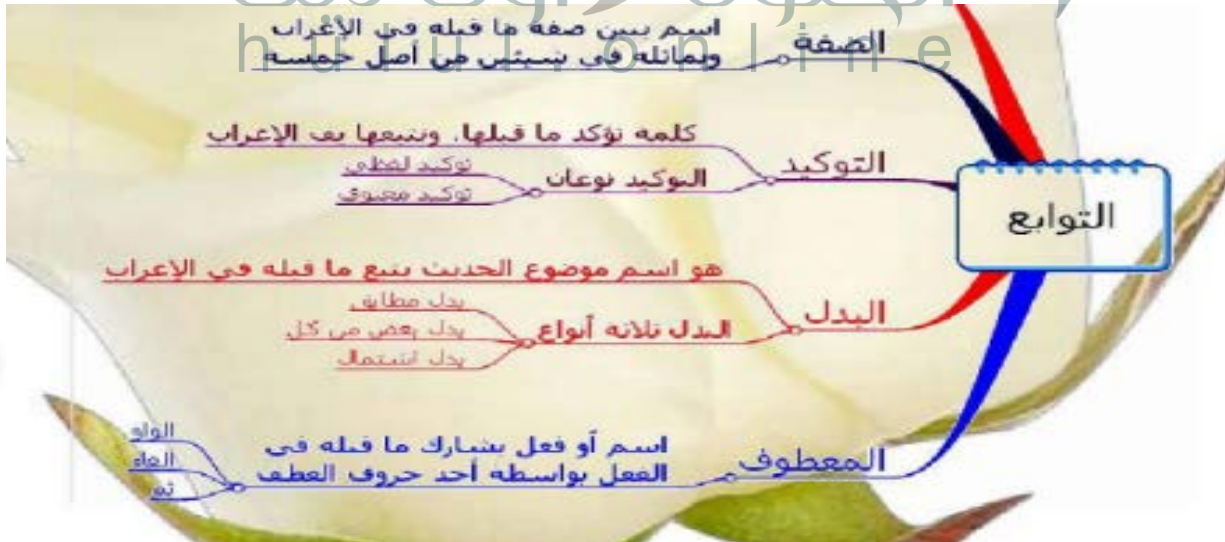 hulul.online
التوابع
الصفة
اسم يبين صفة ما قبله في الإعراب
ويماثله في شيئين من أصل خمسة
التوكيد
كلمة تؤكد ما قبلها، وتتبعها بف الإعراب
التوكيد نوعان
توكيد لفظي
توكيد معنوي
البدل
هو اسم موضوع الحديث يتبع ما قبله في الإعراب
البدل ثلاثة أنواع
بدل مطابق
بدل بعض من كل
بدل اشتمال
المعطوف
اسم أو فعل يشارك ما قبله في
الفعل بواسطة أحد حروف العطف
الواو
الفاء
ثم